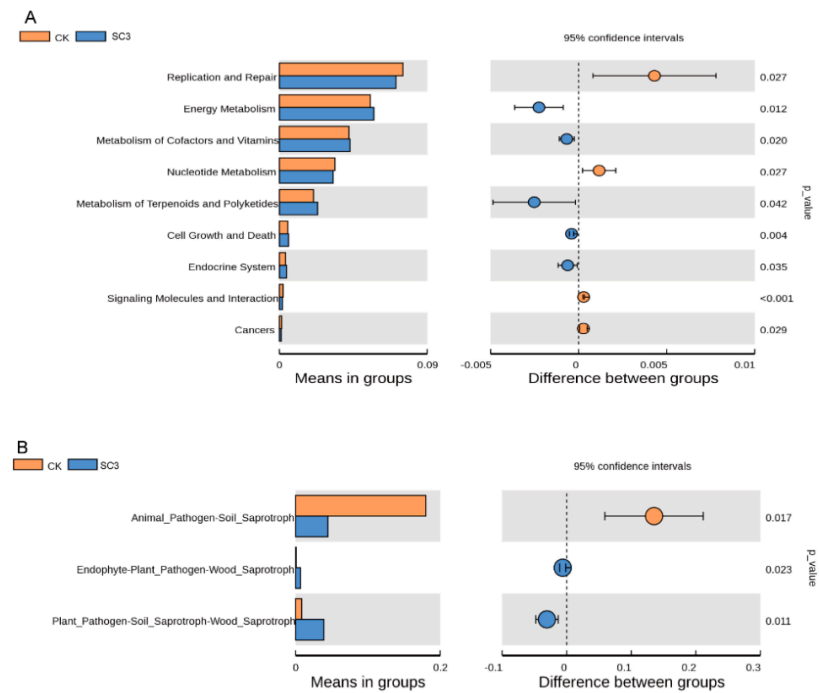 A
CK SC3
95% confidence intervals
Replication and Repair 0.027
Energy Metabolism 0.012
Metabolism of Cofactors and Vitamins 0.020
Nucleotide Metabolism 0.027
Metabolism of Terpenoids and Polyketides 0.042
Cell Growth and Death 0.004
Endocrine System 0.035
Signaling Molecules and Interaction <0.001
Cancers 0.029
p_value
0 0.09 -0.005 0 0.005 0.01
Means in groups Difference between groups
B
CK SC3
95% confidence intervals
Animal_Pathogen-Soil_Saprotroph 0.017
Endophyte-Plant_Pathogen-Wood_Saprotroph 0.023
Plant_Pathogen-Soil_Saprotroph-Wood_Saprotroph 0.011
p_value
0 0.2 -0.1 0 0.1 0.2 0.3
Means in groups Difference between groups